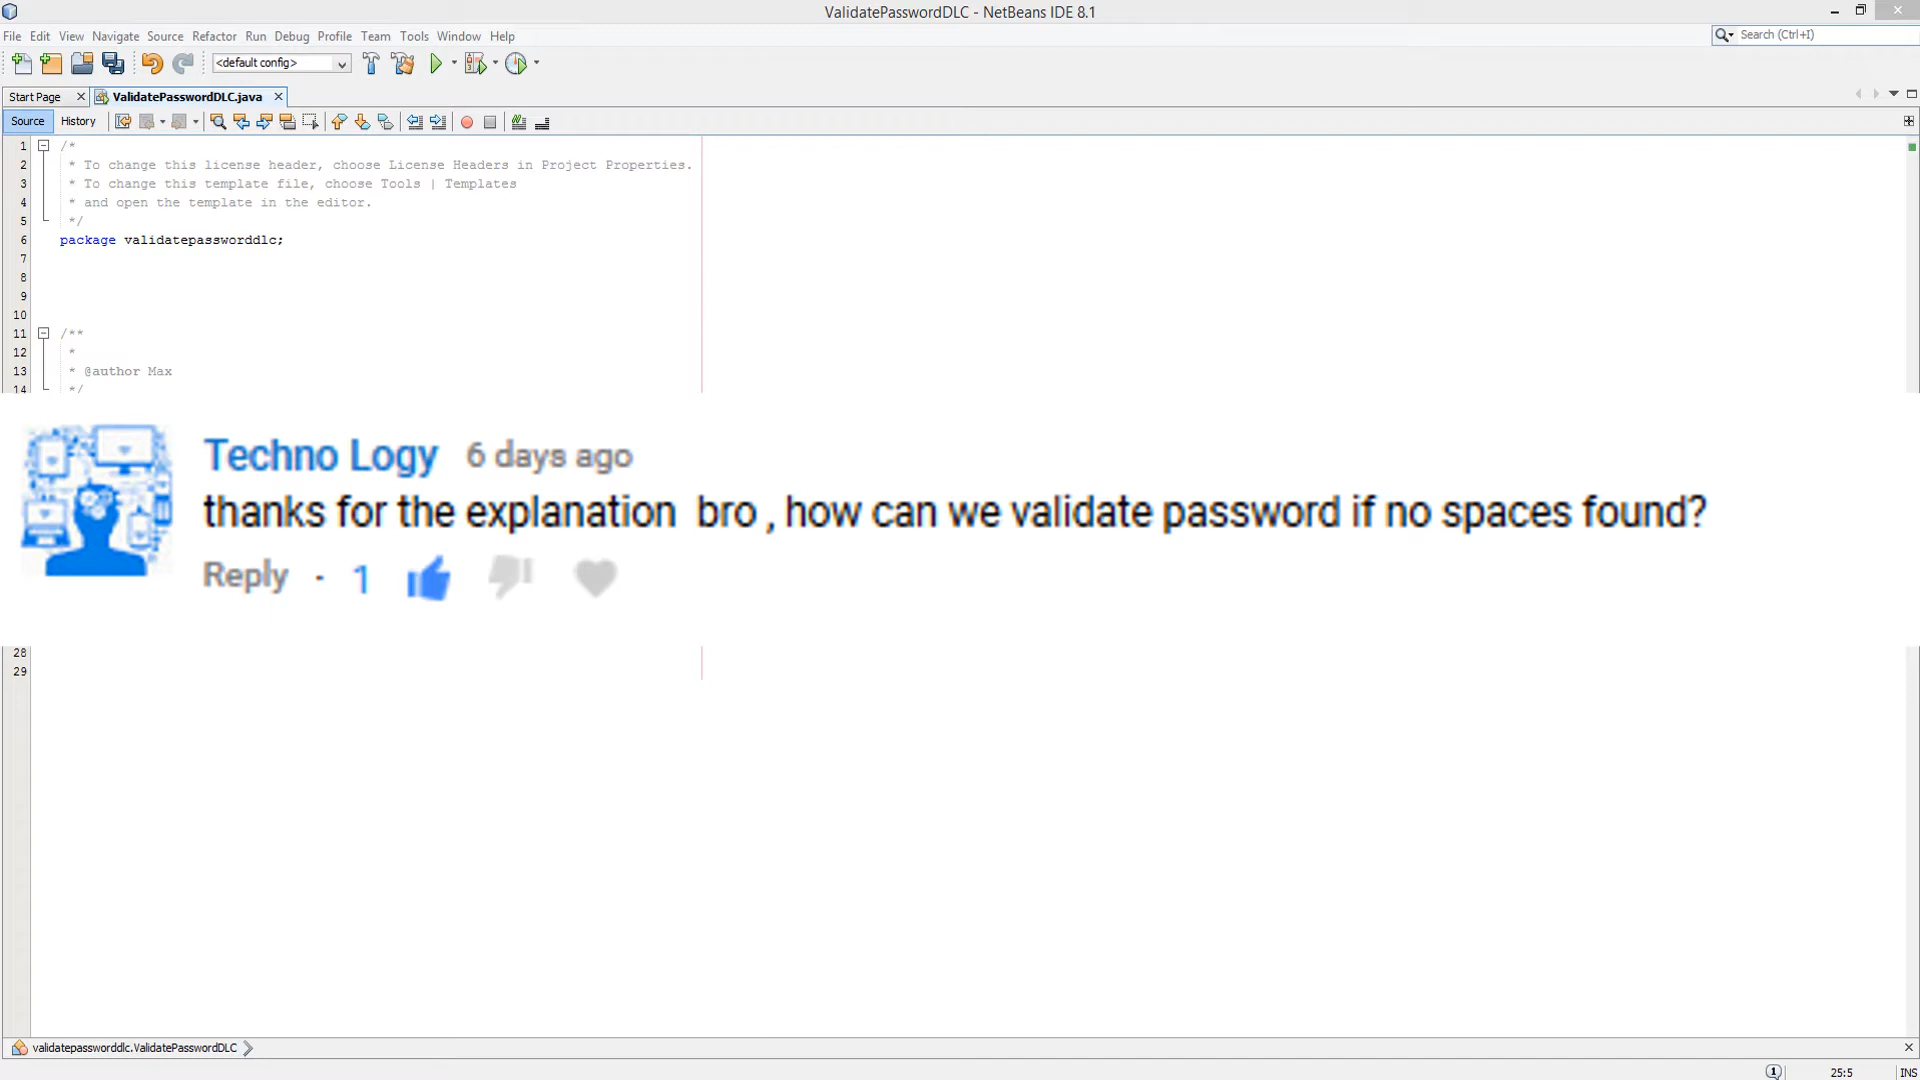 ValidatePasswordDLC - NetBeans IDE 8.1
File Edit View Navigate Source Refactor Run Debug Profile Team Tools Window Help
Search (Ctrl+I)
<default config>
Start Page ValidatePasswordDLC.java
Source History
1 /*
2 * To change this license header, choose License Headers in Project Properties.
3 * To change this template file, choose Tools | Templates
4 * and open the template in the editor.
5 */
6 package validatepassworddlc;
7
8
9
10
11 /**
12 *
13 * @author Max
14 */
Techno Logy 6 days ago
thanks for the explanation bro , how can we validate password if no spaces found?
Reply · 1
28
29
validatepassworddlc.ValidatePasswordDLC
1 25:5 INS